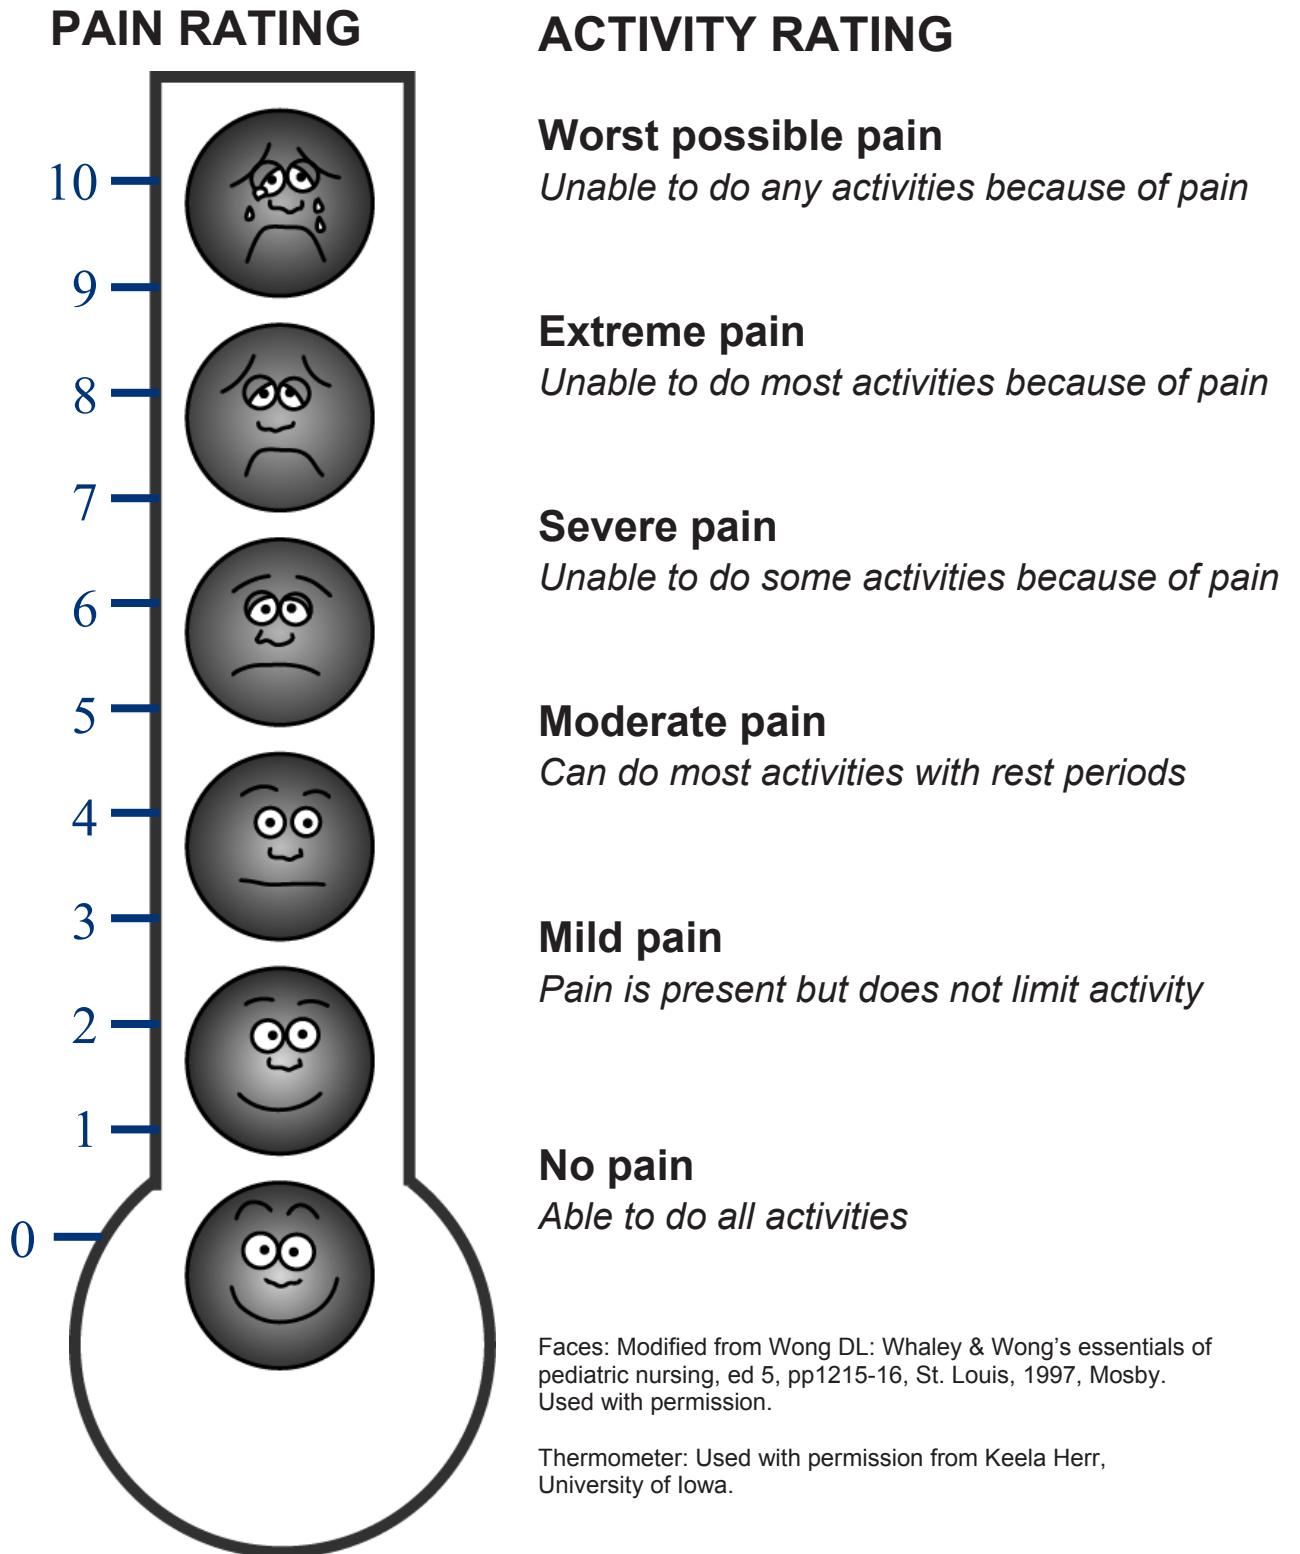 PAIN RATING
ACTIVITY RATING
10
Worst possible pain
Unable to do any activities because of pain
9
Extreme pain
8
Unable to do most activities because of pain
7
Severe pain
Unable to do some activities because of pain
6
5
Moderate pain
Can do most activities with rest periods
4
3
Mild pain
Pain is present but does not limit activity
2
1
No pain
Able to do all activities
0
Faces: Modified from Wong DL: Whaley & Wong’s essentials of
pediatric nursing, ed 5, pp1215-16, St. Louis, 1997, Mosby.
Used with permission.
Thermometer: Used with permission from Keela Herr,
University of Iowa.